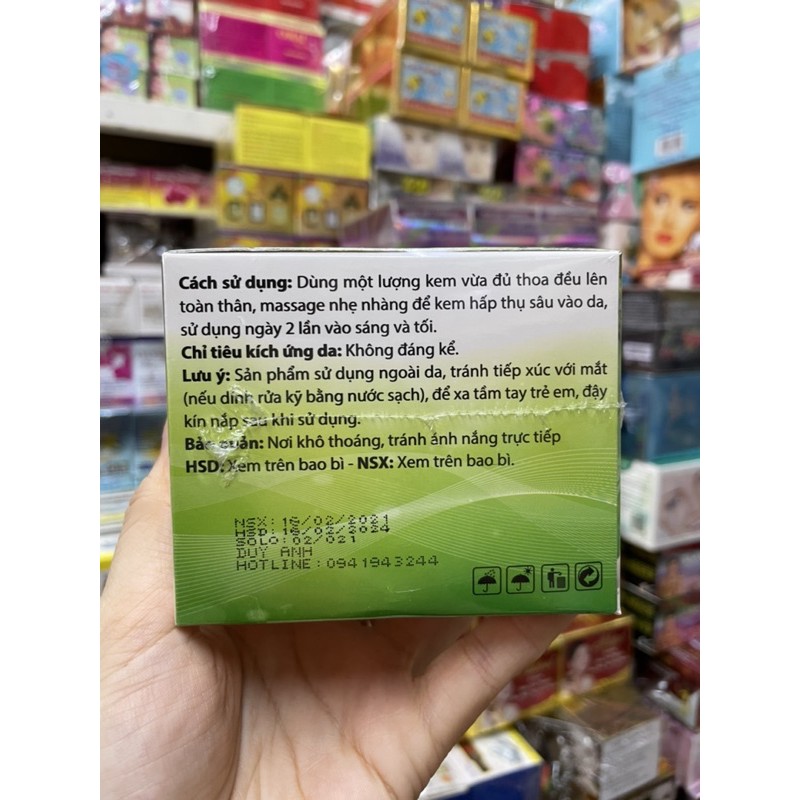 Cách sử dụng: Dùng một lượng kem vừa đủ thoa đều lên
toàn thân, massage nhẹ nhàng để kem hấp thụ sâu vào da,
sử dụng ngày 2 lần vào sáng và tối.
Chỉ tiêu kích ứng da: Không đáng kể.
Lưu ý: Sản phẩm sử dụng ngoài da, tránh tiếp xúc với mắt
(nếu dính rửa kỹ bằng nước sạch), để xa tầm tay trẻ em, đậy
kín nắp sau khi sử dụng.
Bảo quản: Nơi khô thoáng, tránh ánh nắng trực tiếp
HSD: Xem trên bao bì - NSX: Xem trên bao bì.
NSX: 16/02/2021
HSD: 16/02/2024
SOLO: 02/021
DUY ANH
HOTLINE: 0941943244